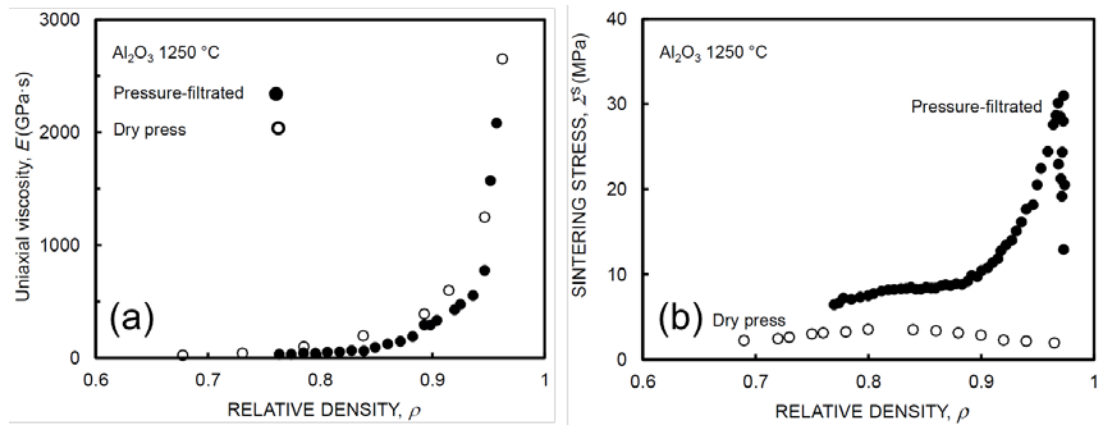 3000
2000
1000
0
0.6
0.7
0.8
0.9
1
Uniaxial viscosity, E (GPa·s)
RELATIVE DENSITY, ρ
Al₂O₃ 1250 °C
Pressure-filtrated
Dry press
(a)
40
30
20
10
0
0.6
0.7
0.8
0.9
1
SINTERING STRESS, Σˢ (MPa)
RELATIVE DENSITY, ρ
Al₂O₃ 1250 °C
Pressure-filtrated
Dry press
(b)